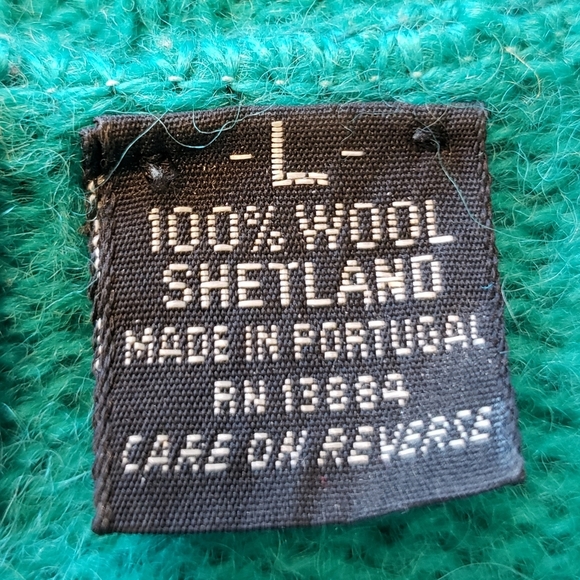 - L -
100% WOOL
SHETLAND
MADE IN PORTUGAL
RN 13884
CARE ON REVERSE